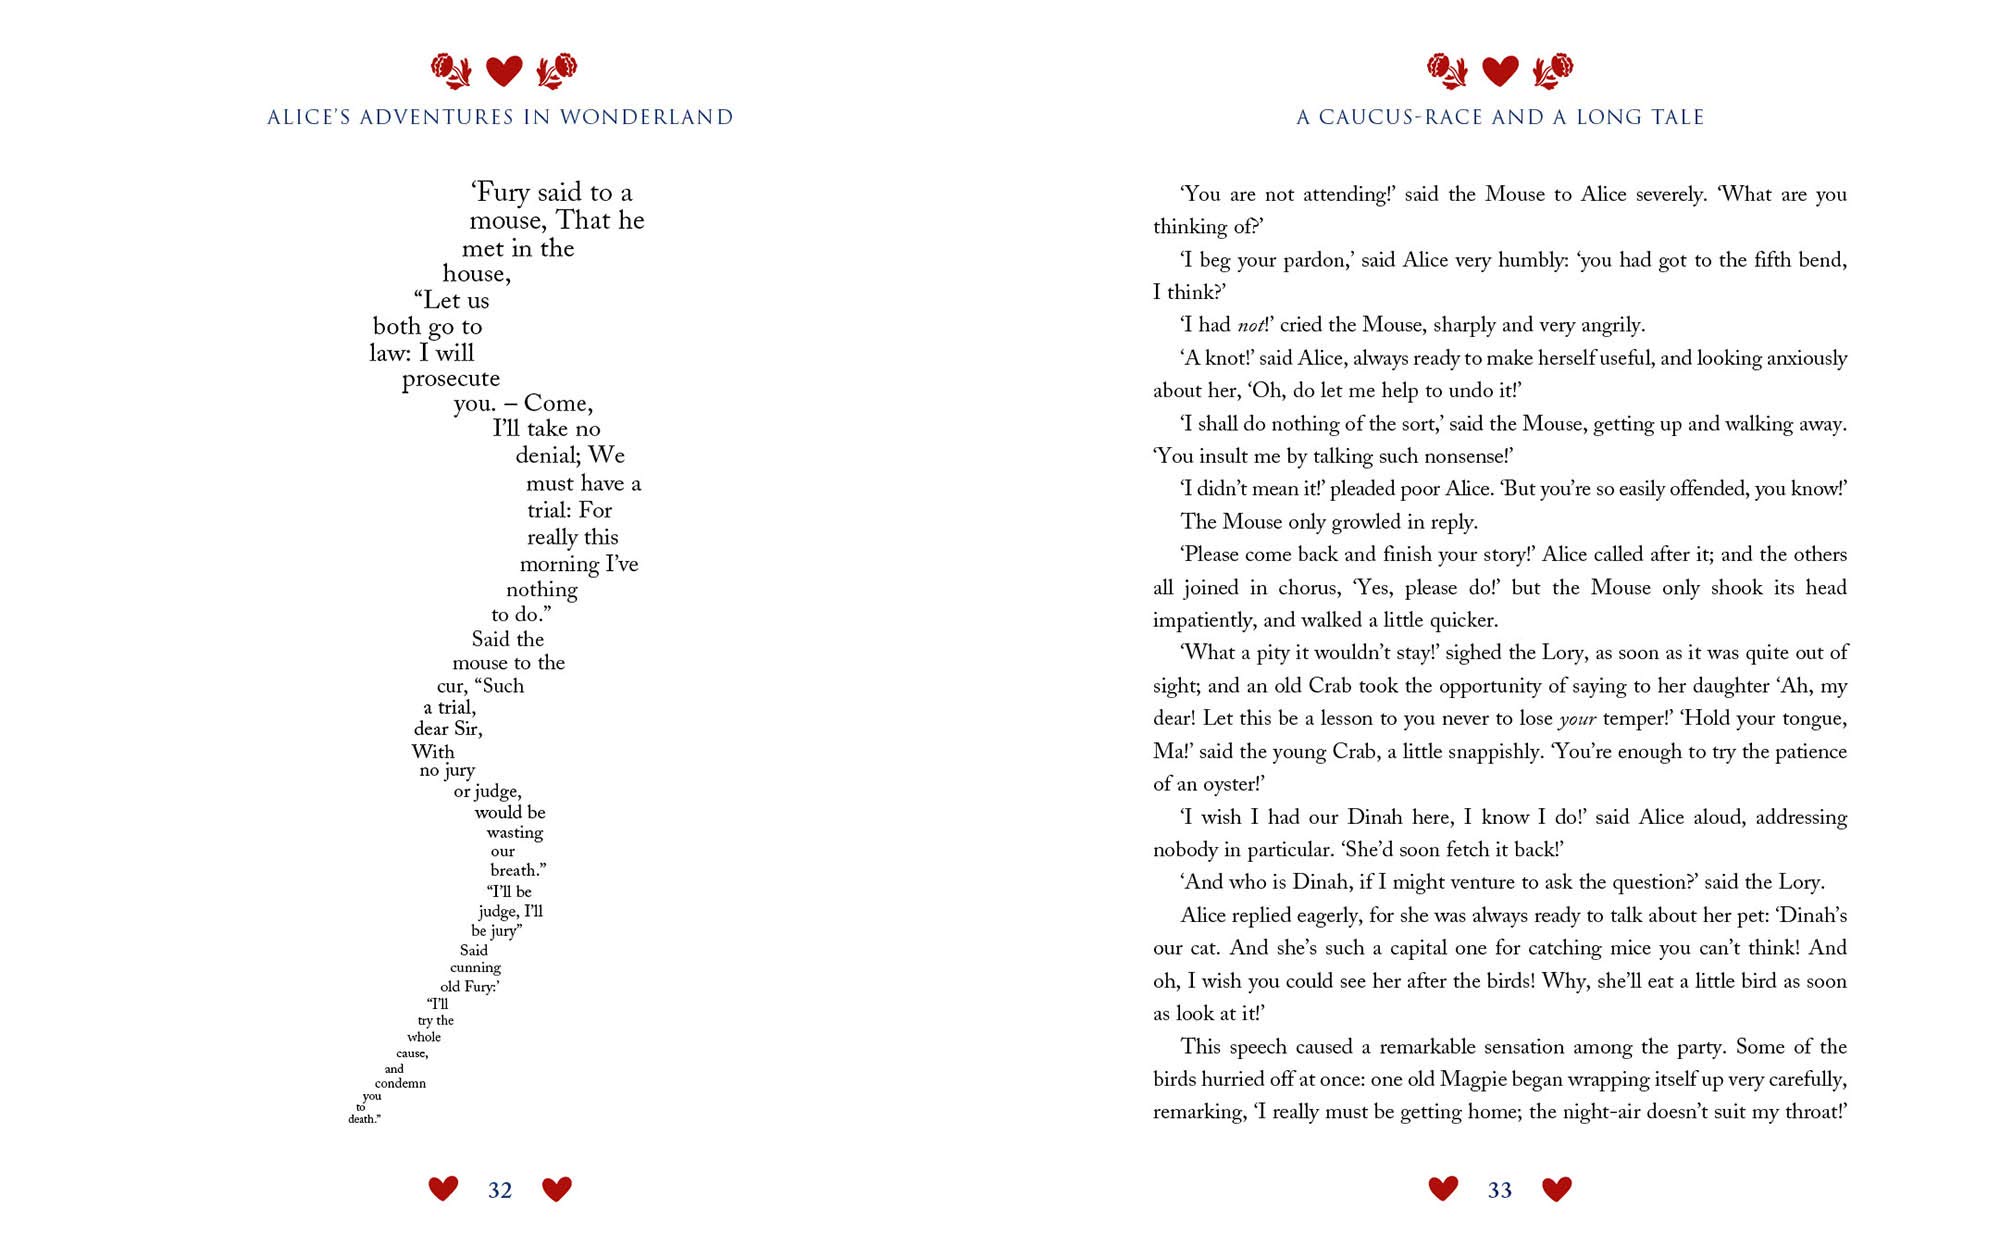 ALICE’S ADVENTURES IN WONDERLAND
‘Fury said to a
mouse, That he
met in the
house,
“Let us
both go to
law: I will
prosecute
you. – Come,
I’ll take no
denial; We
must have a
trial: For
really this
morning I’ve
nothing
to do.”
Said the
mouse to the
cur, “Such
a trial,
dear Sir,
With
no jury
or judge,
would be
wasting
our
breath.”
“I’ll be
judge, I’ll
be jury”
Said
cunning
old Fury:’
“I’ll
try the
whole
cause,
and
condemn
you
to
death.”
32
A CAUCUS-RACE AND A LONG TALE
‘You are not attending!’ said the Mouse to Alice severely. ‘What are you
thinking of?’
‘I beg your pardon,’ said Alice very humbly: ‘you had got to the fifth bend,
I think?’
‘I had not!’ cried the Mouse, sharply and very angrily.
‘A knot!’ said Alice, always ready to make herself useful, and looking anxiously
about her, ‘Oh, do let me help to undo it!’
‘I shall do nothing of the sort,’ said the Mouse, getting up and walking away.
‘You insult me by talking such nonsense!’
‘I didn’t mean it!’ pleaded poor Alice. ‘But you’re so easily offended, you know!’
The Mouse only growled in reply.
‘Please come back and finish your story!’ Alice called after it; and the others
all joined in chorus, ‘Yes, please do!’ but the Mouse only shook its head
impatiently, and walked a little quicker.
‘What a pity it wouldn’t stay!’ sighed the Lory, as soon as it was quite out of
sight; and an old Crab took the opportunity of saying to her daughter ‘Ah, my
dear! Let this be a lesson to you never to lose your temper!’ ‘Hold your tongue,
Ma!’ said the young Crab, a little snappishly. ‘You’re enough to try the patience
of an oyster!’
‘I wish I had our Dinah here, I know I do!’ said Alice aloud, addressing
nobody in particular. ‘She’d soon fetch it back!’
‘And who is Dinah, if I might venture to ask the question?’ said the Lory.
Alice replied eagerly, for she was always ready to talk about her pet: ‘Dinah’s
our cat. And she’s such a capital one for catching mice you can’t think! And
oh, I wish you could see her after the birds! Why, she’ll eat a little bird as soon
as look at it!’
This speech caused a remarkable sensation among the party. Some of the
birds hurried off at once: one old Magpie began wrapping itself up very carefully,
remarking, ‘I really must be getting home; the night-air doesn’t suit my throat!’
33